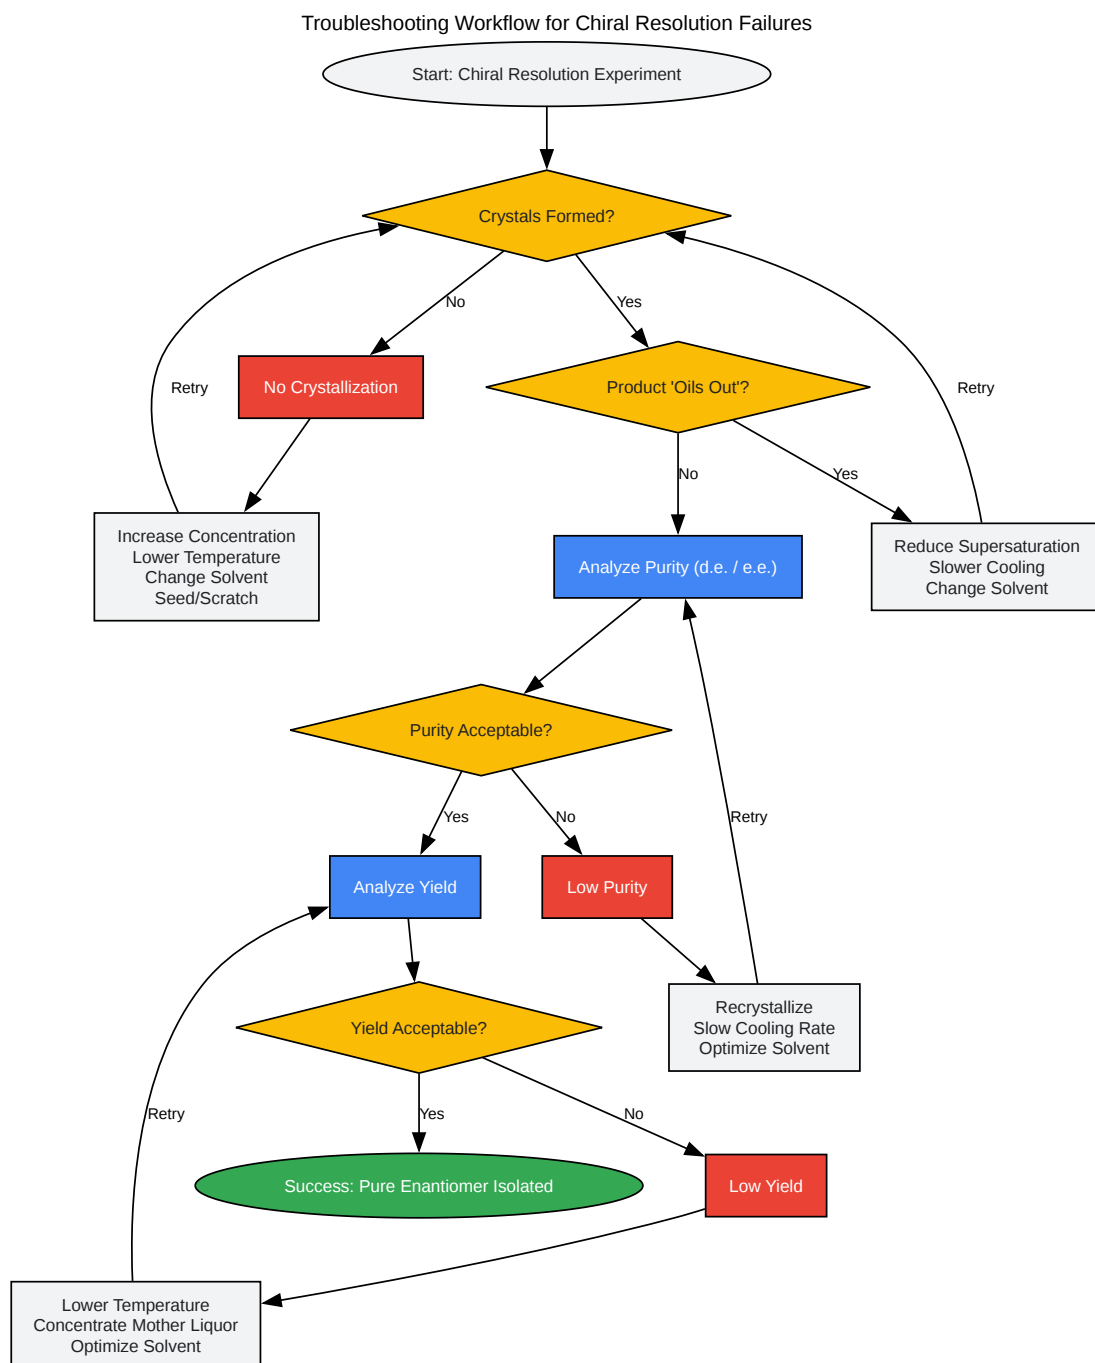 Troubleshooting Workflow for Chiral Resolution Failures
Start: Chiral Resolution Experiment
Crystals Formed?
No
Yes
Retry
No Crystallization
Product 'Oils Out'?
Retry
No
Yes
Increase Concentration
Lower Temperature
Change Solvent
Seed/Scratch
Analyze Purity (d.e. / e.e.)
Reduce Supersaturation
Slower Cooling
Change Solvent
Purity Acceptable?
Yes
No
Retry
Analyze Yield
Low Purity
Recrystallize
Slow Cooling Rate
Optimize Solvent
Yield Acceptable?
Retry
Yes
No
Success: Pure Enantiomer Isolated
Low Yield
Lower Temperature
Concentrate Mother Liquor
Optimize Solvent